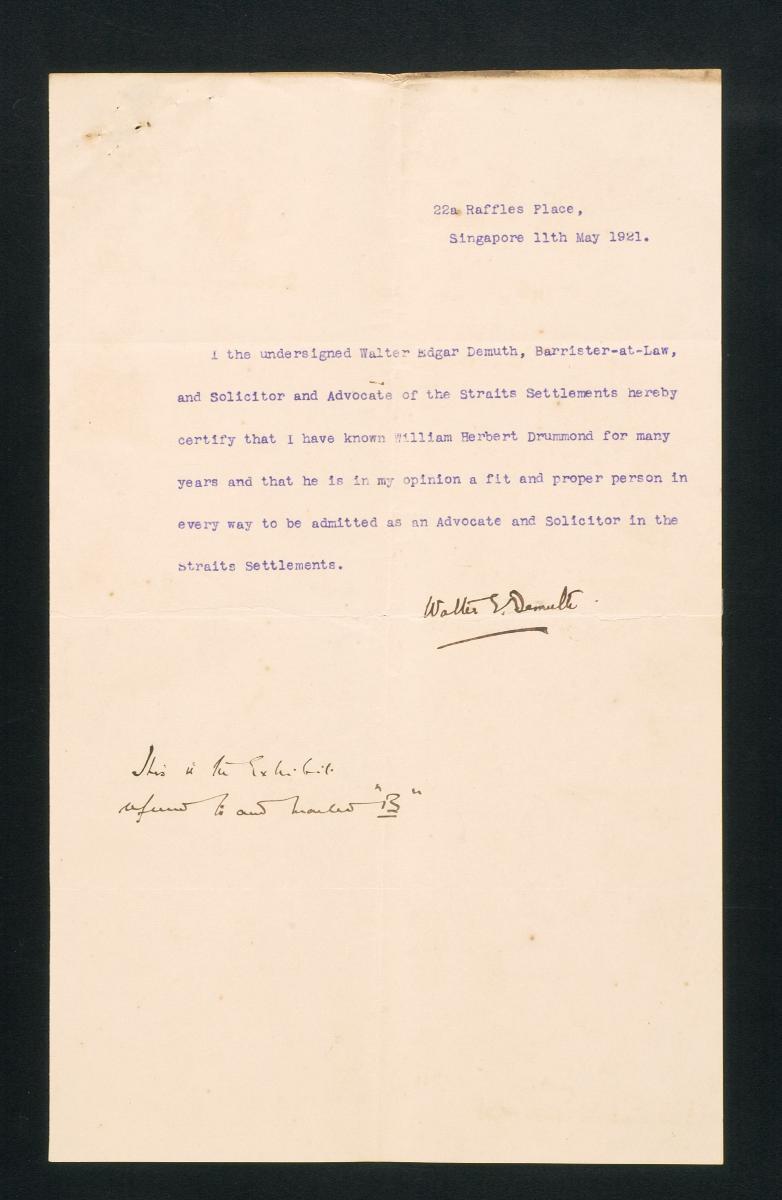 22a Raffles Place,
Singapore 11th May 1921.
I the undersigned Walter Edgar Demuth, Barrister-at-Law,
and Solicitor and Advocate of the Straits Settlements hereby
certify that I have known William Herbert Drummond for many
years and that he is in my opinion a fit and proper person in
every way to be admitted as an Advocate and Solicitor in the
Straits Settlements.
Walter E. Demuth
This is the Exhibit
referred to and marked "B"